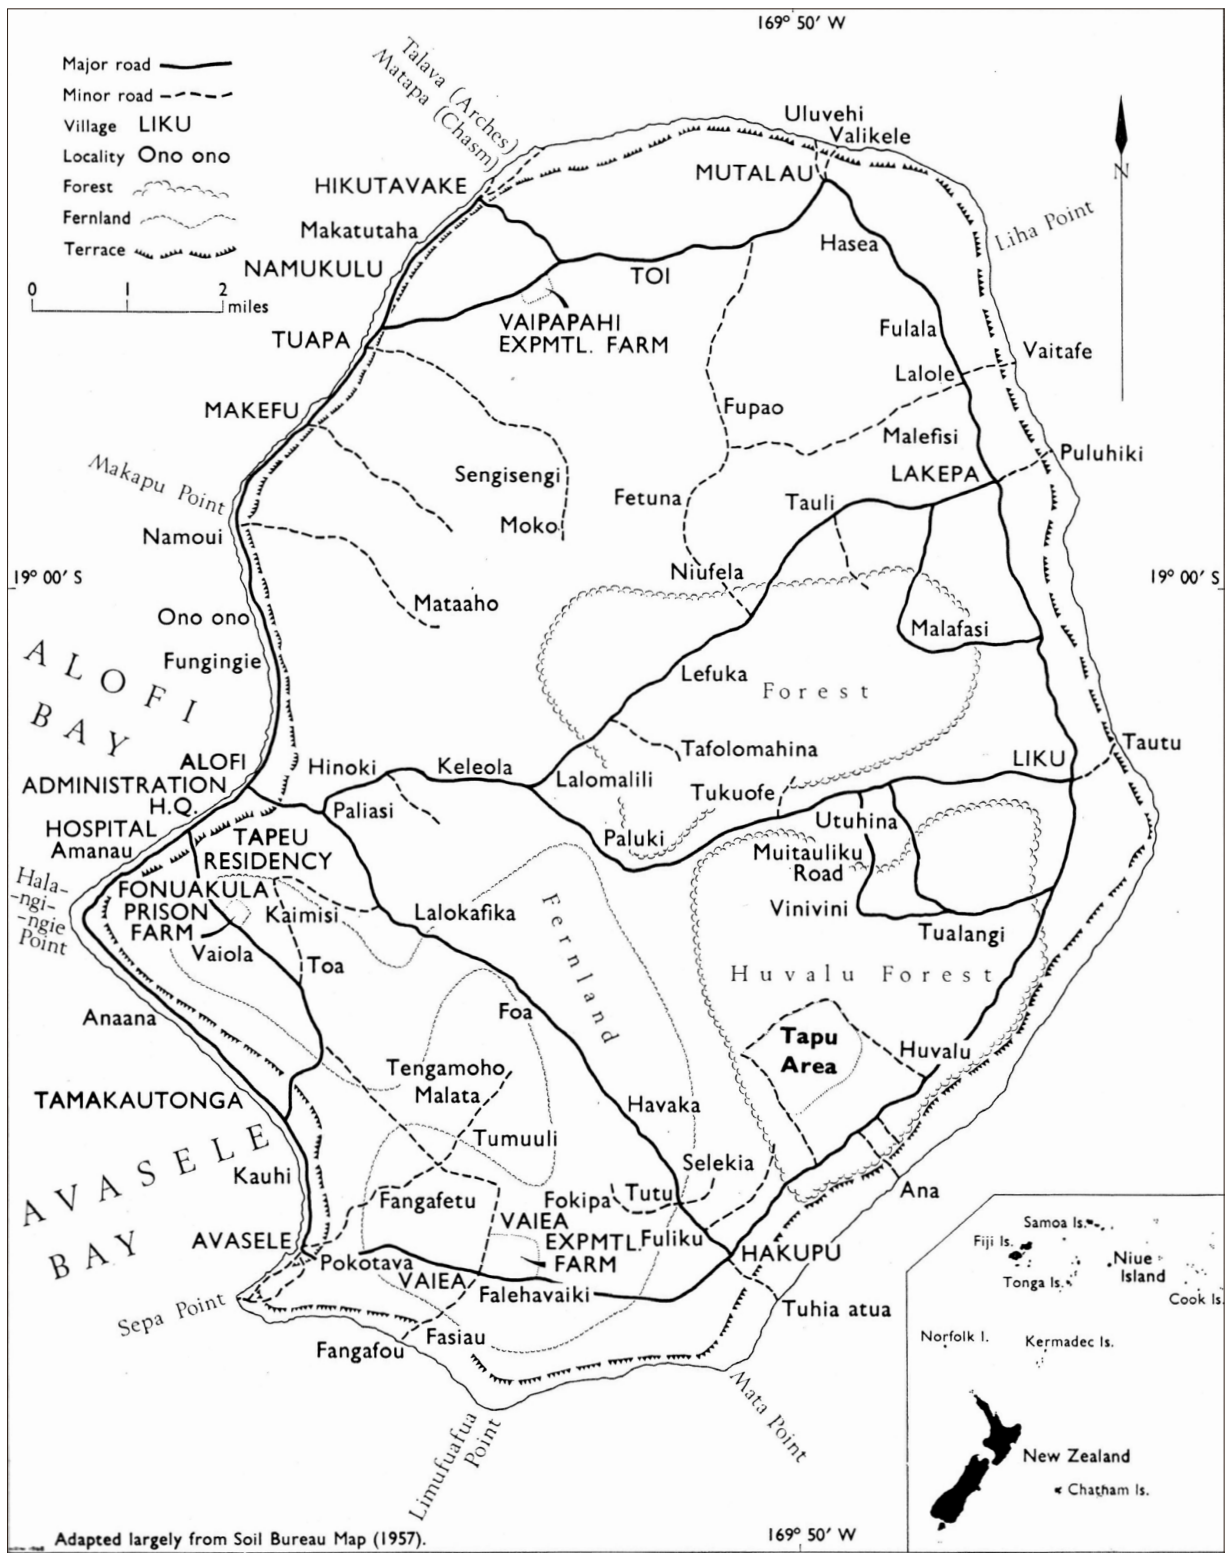 169° 50′ W
Major road
Minor road
Village LIKU
Locality Ono ono
Forest
Fernland
Terrace
0 1 2
miles
Talava (Arches)
Matapa (Chasm)
Uluvehi
Valikele
N
MUTALAU
HIKUTAVAKE
Makatutaha
Liha Point
Hasea
NAMUKULU
TOI
VAIPAPAHI
EXPMTL. FARM
TUAPA
Fulala
Vaitafe
Lalole
MAKEFU
Fupao
Malefisi
Puluhiki
Makapu Point
Sengisengi
LAKEPA
Fetuna
Tauli
Moko
Namoui
19° 00′ S
Niufela
19° 00′ S
Mataaho
Ono ono
Malafasi
Fungingie
ALOFI
BAY
Lefuka
Forest
Tafolomahina
Tautu
ALOFI
ADMINISTRATION
H.Q.
Hinoki
Keleola
Lalomalili
LIKU
Tukuofe
Paliasi
HOSPITAL
Amanau
TAPEU
RESIDENCY
Paluki
Utuhina
Muitauliku
Road
Hala-
-ngi-
-ngie
Point
FONUAKULA
PRISON
FARM
Kaimisi
Lalokafika
Vinivini
Tualangi
Vaiola
Toa
Fernland
Huvalu Forest
Foa
Anaana
Tapu
Area
Huvalu
Tengamoho
Malata
TAMAKAUTONGA
Havaka
AVASELE
BAY
Tumuuli
Kauhi
Selekia
Fangafetu
Fokipa
Tutu
Ana
VAIEA
EXPMTL.
FARM
Fuliku
AVASELE
HAKUPU
Pokotava
VAIEA
Falehavaiki
Tuhia atua
Sepa Point
Fasiau
Fangafou
Mata Point
Limufuafua
Point
Samoa Is.
Fiji Is.
Niue
Island
Tonga Is.
Cook Is.
Norfolk I.
Kermadec Is.
New Zealand
Chatham Is.
Adapted largely from Soil Bureau Map (1957).
169° 50′ W